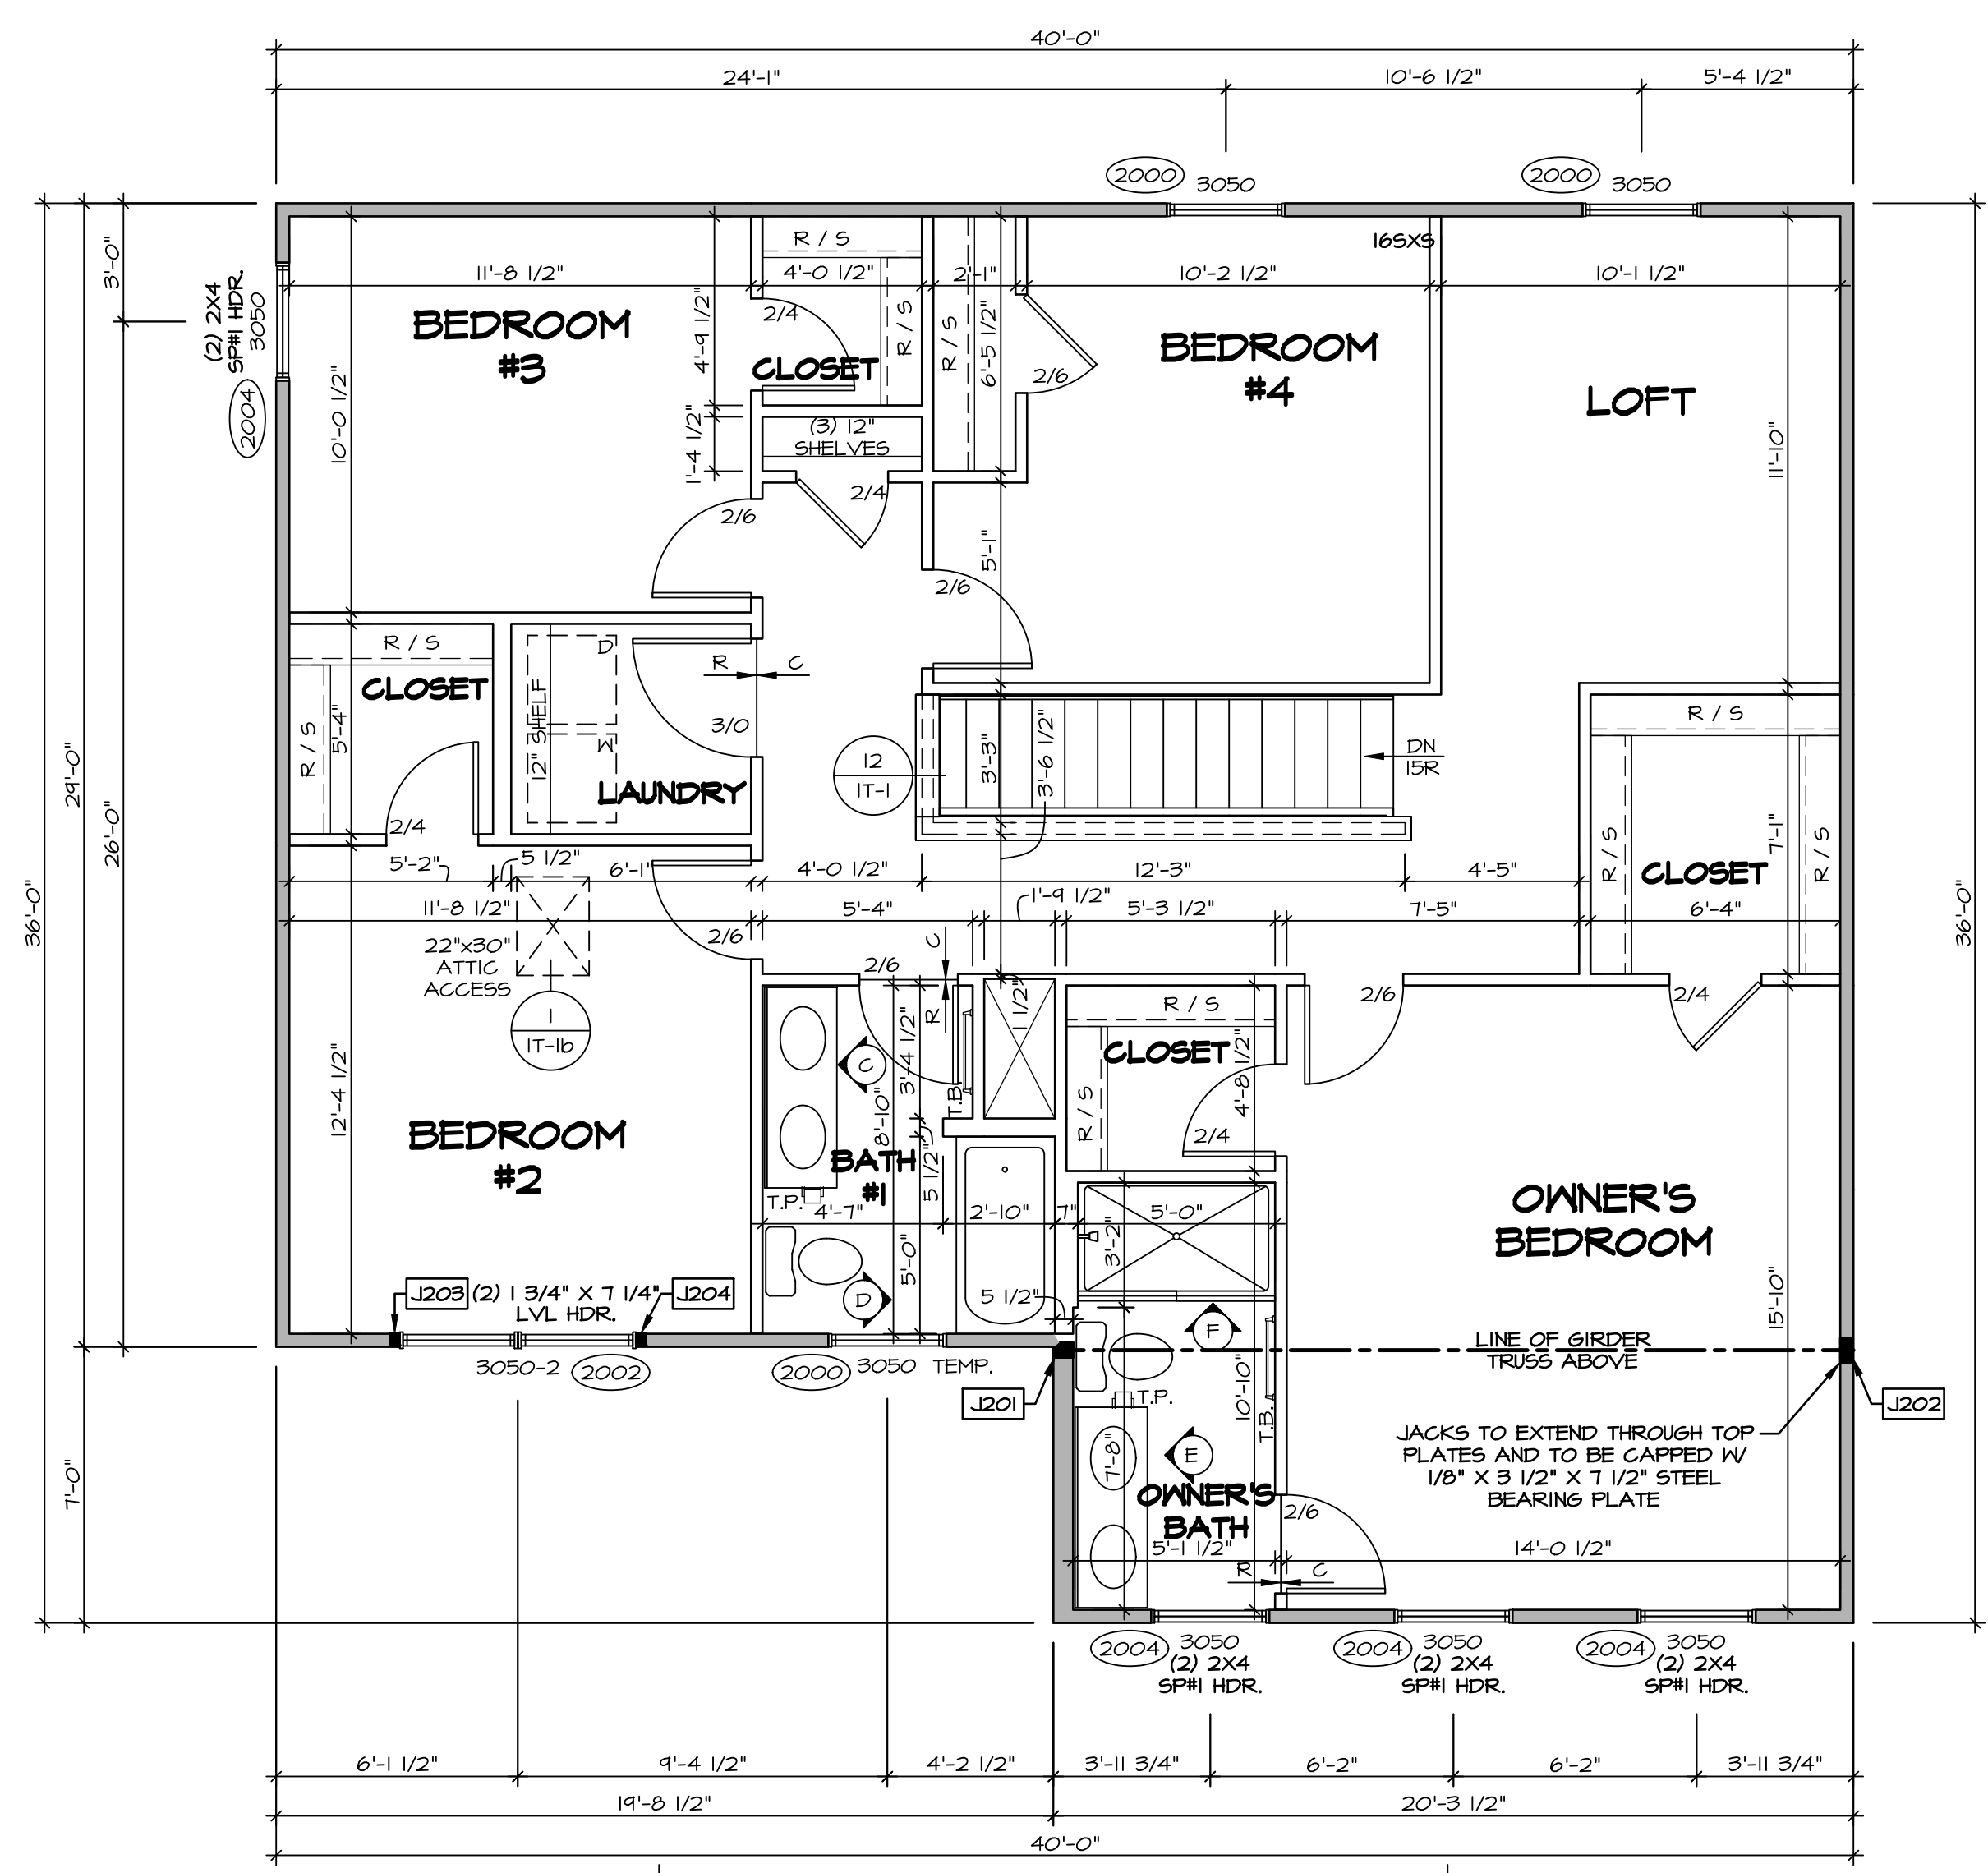 40'-0"
24'-1"
10'-6 1/2"
5'-4 1/2"
2000
3050
2000
3050
3'-0"
(2) 2X4
SP#1 HDR.
3050
2004
16SXS
R / S
11'-8 1/2"
4'-0 1/2"
2'-1"
10'-2 1/2"
10'-1 1/2"
BEDROOM
#3
2/4
4'-9 1/2"
R / S
R / S
6'-5 1/2"
CLOSET
2/6
BEDROOM
#4
LOFT
10'-0 1/2"
1'-4 1/2"
(3) 12"
SHELVES
11'-10"
2/4
2/6
5'-1"
2/6
R / S
D
R
C
CLOSET
12" SHELF
R / S
5'-4"
3/0
W
LAUNDRY
12
1T-1
3'-3"
3'-6 1/2"
DN
15R
R / S
R / S
7'-1"
R / S
CLOSET
2/4
29'-0"
26'-0"
36'-0"
36'-0"
5'-2"
5 1/2"
6'-1"
4'-0 1/2"
12'-3"
4'-5"
11'-8 1/2"
5'-4"
1'-9 1/2"
5'-3 1/2"
7'-5"
6'-4"
22"x30"
ATTIC
ACCESS
2/6
2/6
C
R
1
1T-1b
1 1/2"
R / S
2/6
2/4
CLOSET
4'-8 1/2"
12'-4 1/2"
C
3'-4 1/2"
8'-10"
T.B.
R / S
2/4
BEDROOM
#2
BATH
#1
5 1/2"
T.P.
4'-7"
2'-10"
7"
5'-0"
3'-2"
OWNER'S
BEDROOM
5'-0"
J203
(2) 1 3/4" X 7 1/4"
LVL HDR.
J204
D
5 1/2"
F
15'-10"
LINE OF GIRDER
TRUSS ABOVE
3050-2
2002
2000
3050 TEMP.
J201
T.P.
10'-10"
T.B.
J202
JACKS TO EXTEND THROUGH TOP
PLATES AND TO BE CAPPED W/
1/8" X 3 1/2" X 7 1/2" STEEL
BEARING PLATE
7'-8"
E
7'-0"
OWNER'S
BATH
2/6
5'-1 1/2"
14'-0 1/2"
R
C
2004
3050
(2) 2X4
SP#1 HDR.
2004
3050
(2) 2X4
SP#1 HDR.
2004
3050
(2) 2X4
SP#1 HDR.
6'-1 1/2"
9'-4 1/2"
4'-2 1/2"
3'-11 3/4"
6'-2"
6'-2"
3'-11 3/4"
19'-8 1/2"
20'-3 1/2"
40'-0"